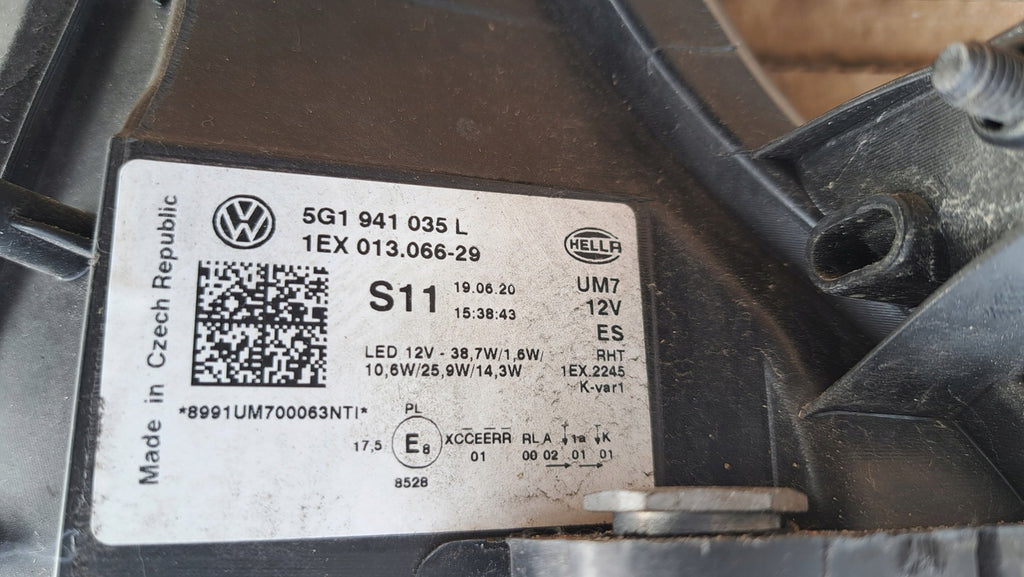 Made in Czech Republic
5G1 941 035 L
1EX 013.066-29
HELLA
S11
19.06.20
15:38:43
UM7
12V
ES
RHT
1EX.2245
K-var1
LED 12V - 38,7W/1,6W/
10,6W/25,9W/14,3W
*8991UM700063NTI*
PL
17,5
E8
8528
XCCEERR RL A 1a K
01 00 02 01 01